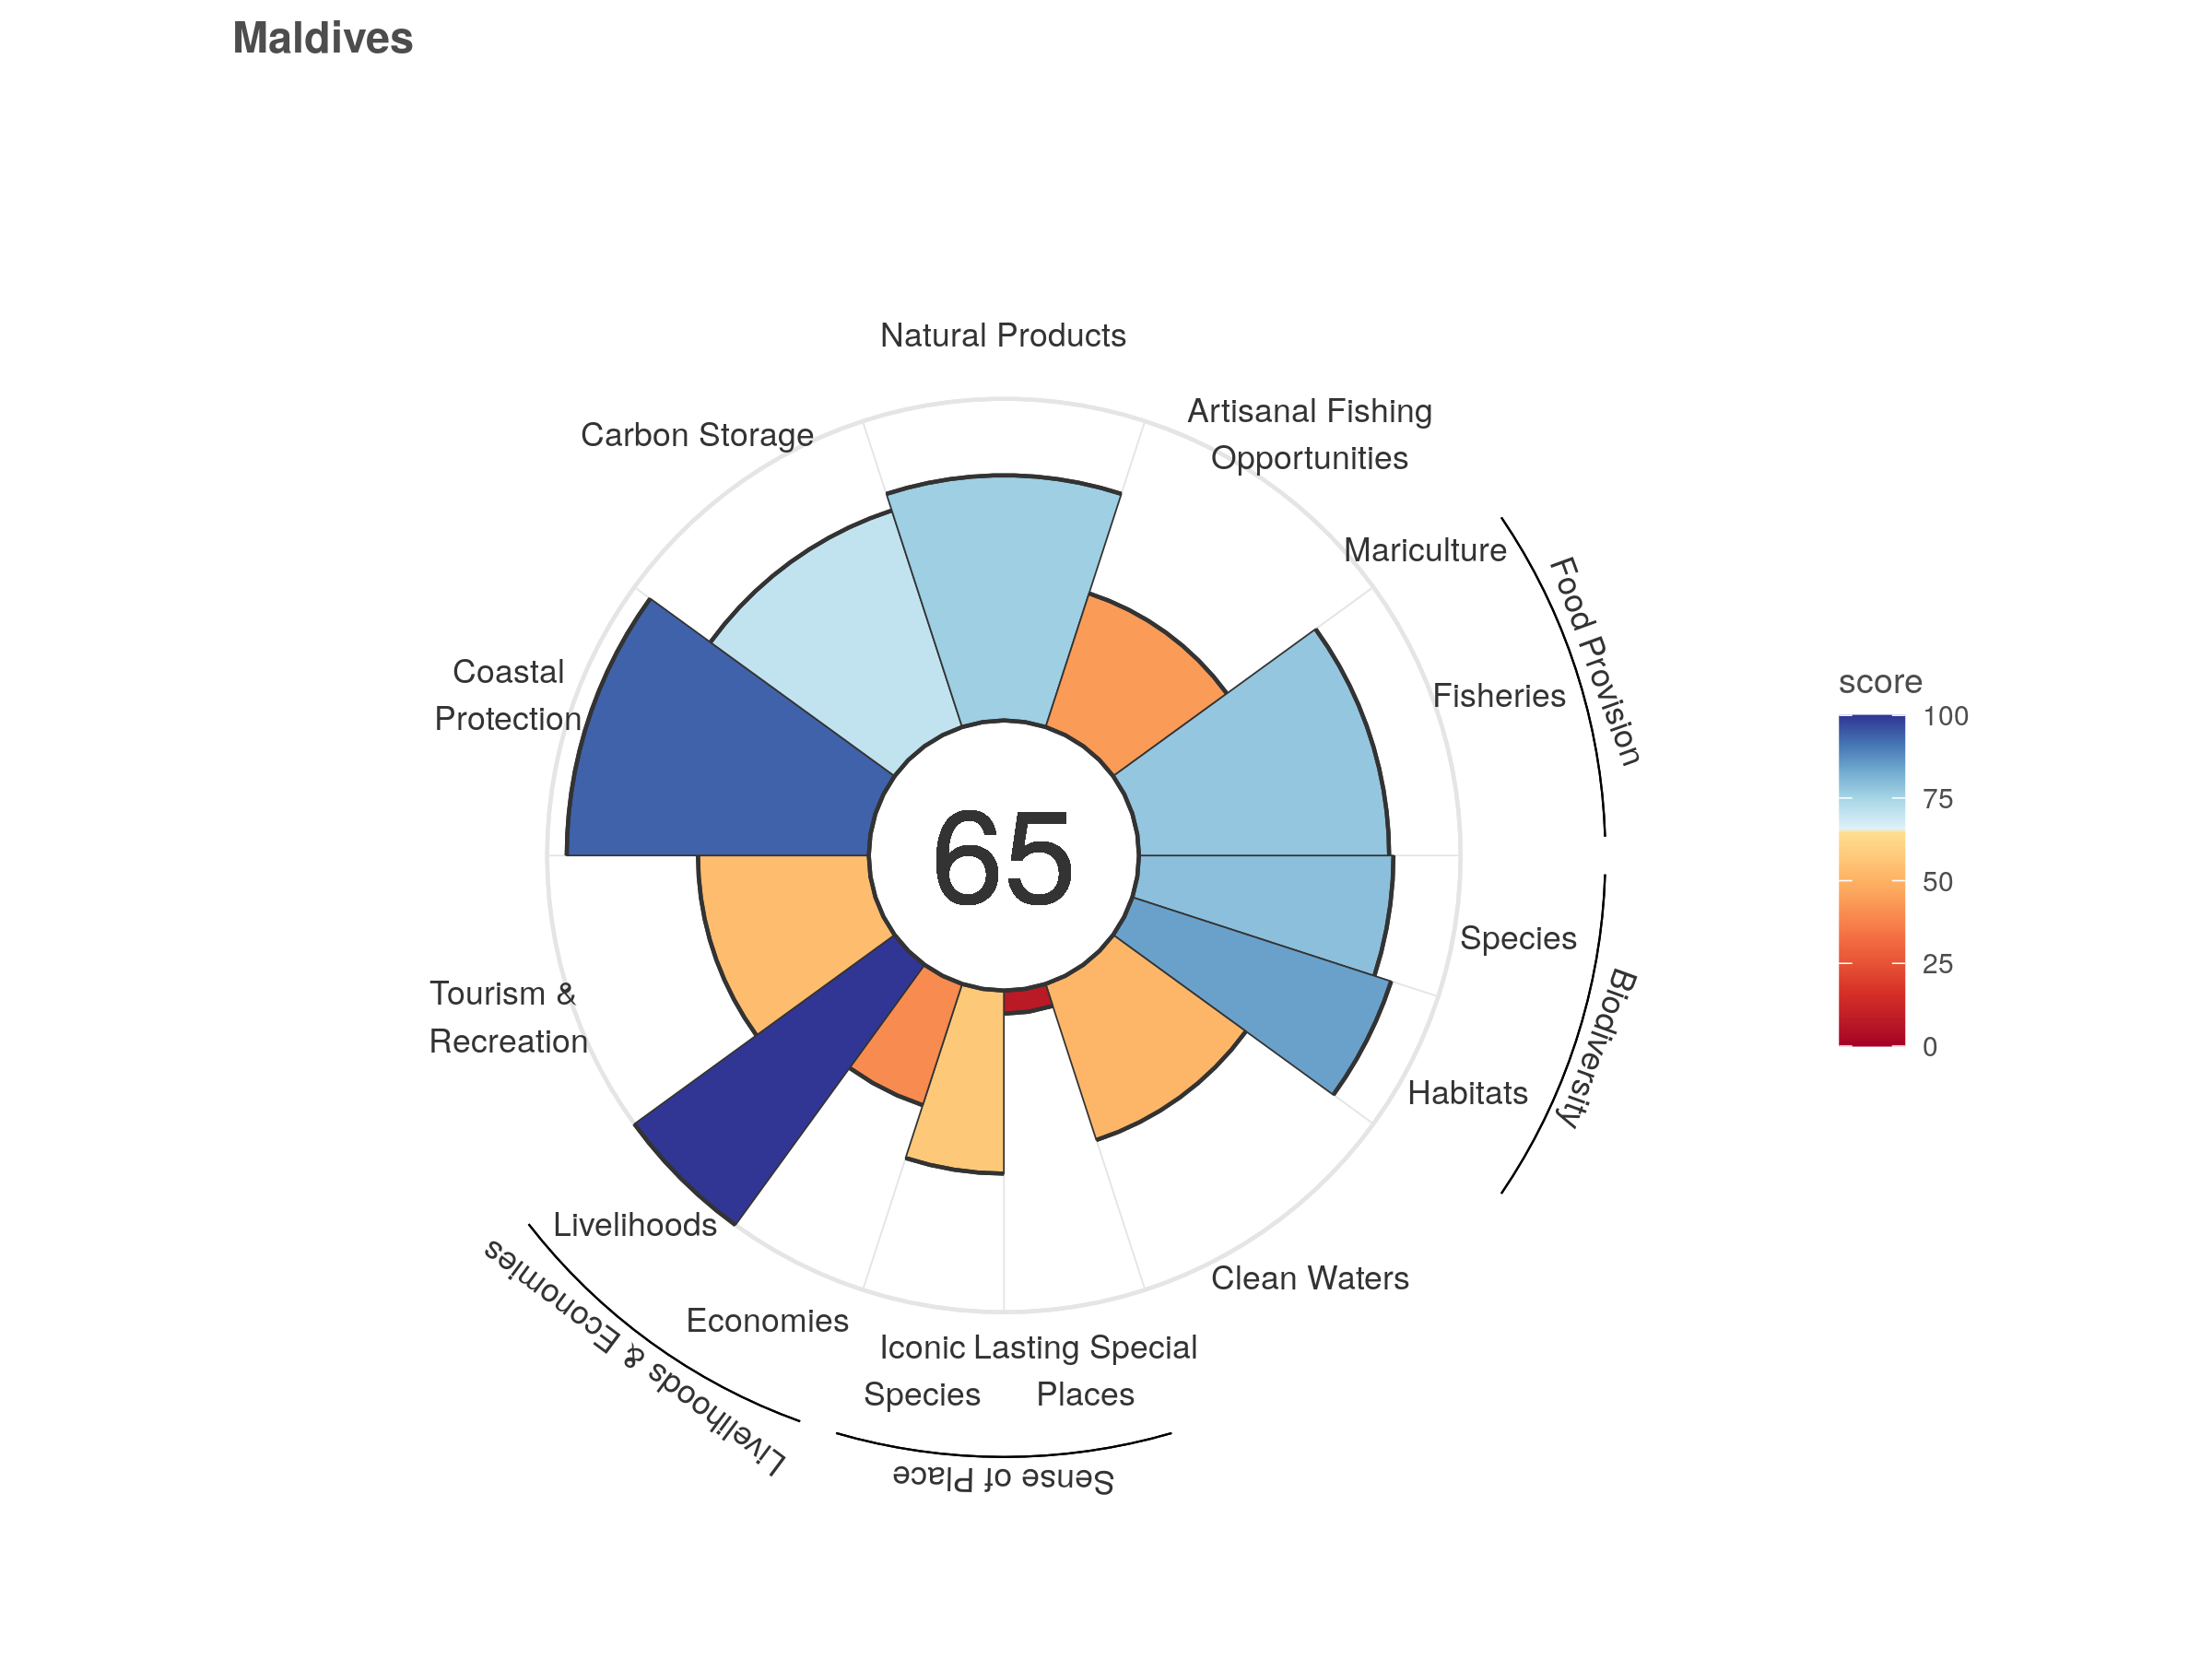 Maldives
Natural Products
Artisanal Fishing
Opportunities
Carbon Storage
Mariculture
Food Provision
Fisheries
Coastal
Protection
score
100
75
50
25
0
65
Species
Biodiversity
Habitats
Tourism &
Recreation
Livelihoods
Livelihoods & Economies
Clean Waters
Economies
Iconic
Species
Lasting Special
Places
Sense of Place